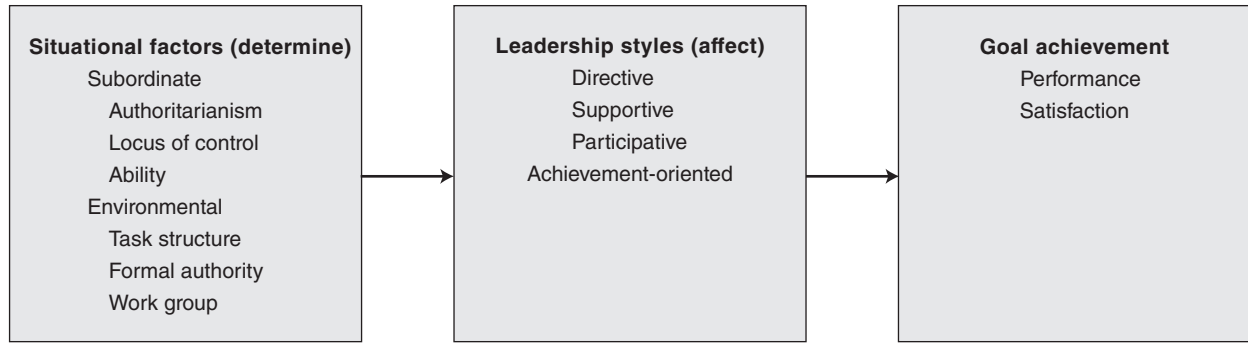 Situational factors (determine)
Subordinate
Authoritarianism
Locus of control
Ability
Environmental
Task structure
Formal authority
Work group
Leadership styles (affect)
Directive
Supportive
Participative
Achievement-oriented
Goal achievement
Performance
Satisfaction